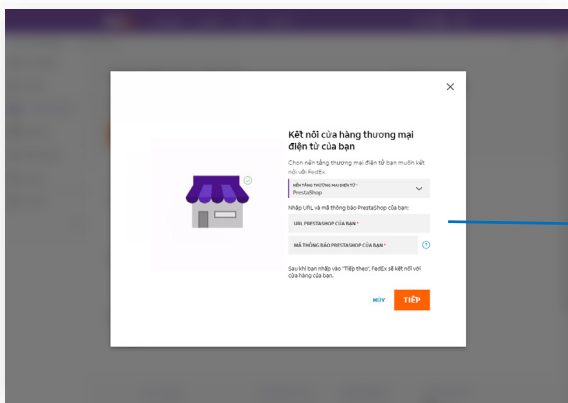 Kết nối cửa hàng thương mại
điện tử của bạn
Chọn nền tảng thương mại điện tử bạn muốn kết
nối với FedEx.
NỀN TẢNG THƯƠNG MẠI ĐIỆN TỬ *
PrestaShop
Nhập URL và mã thông báo PrestaShop của bạn:
URL PRESTASHOP CỦA BẠN *
MÃ THÔNG BÁO PRESTASHOP CỦA BẠN *
Sau khi bạn nhấp vào "Tiếp theo", FedEx sẽ kết nối với
cửa hàng của bạn.
HỦY
TIẾP